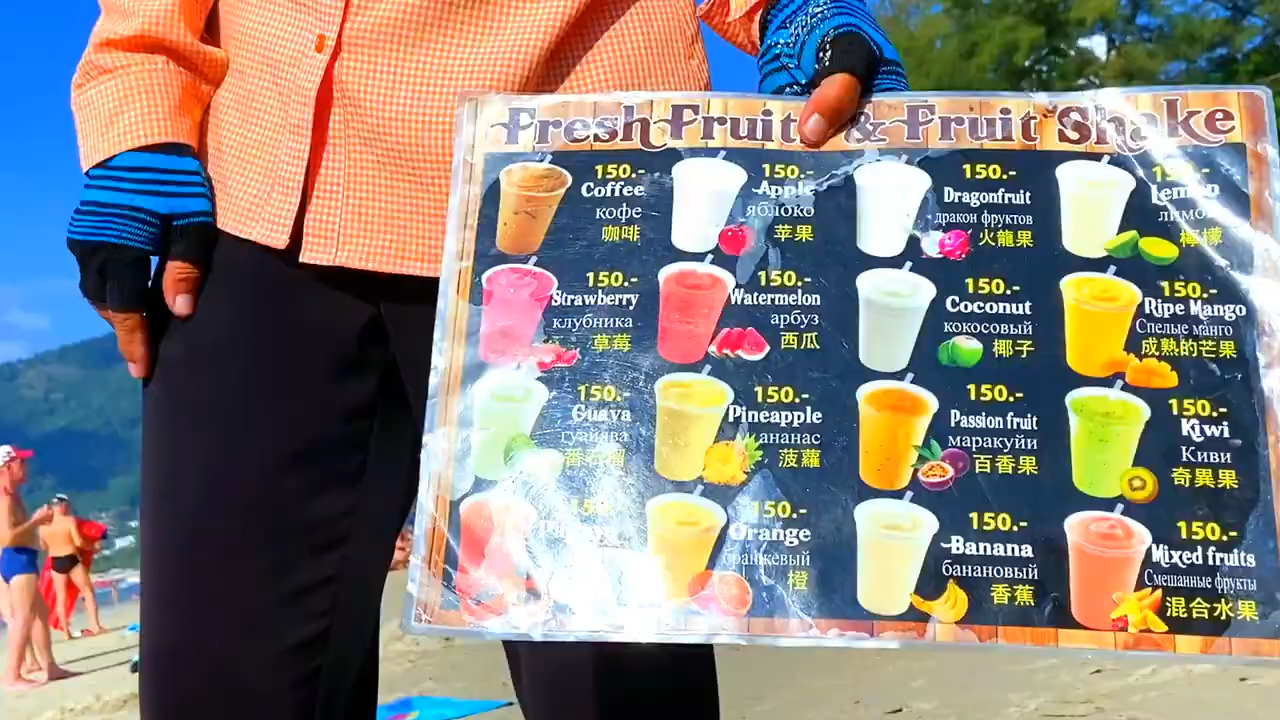 Fresh Fruit & Fruit Shake
150.-
Coffee
кофе
咖啡
150.-
Apple
яблоко
苹果
150.-
Dragonfruit
дракон фруктов
火龍果
150.-
Lemon
檸檬
150.-
Strawberry
клубника
草莓
150.-
Watermelon
арбуз
西瓜
150.-
Coconut
кокосовый
椰子
150.-
Ripe Mango
Спелые манго
成熟的芒果
150.-
Guava
番石榴
150.-
Pineapple
ананас
菠蘿
150.-
Passion fruit
маракуйи
百香果
150.-
Kiwi
Киви
奇異果
150.-
Orange
橙
150.-
Banana
банановый
香蕉
150.-
Mixed fruits
Смешанные фрукты
混合水果